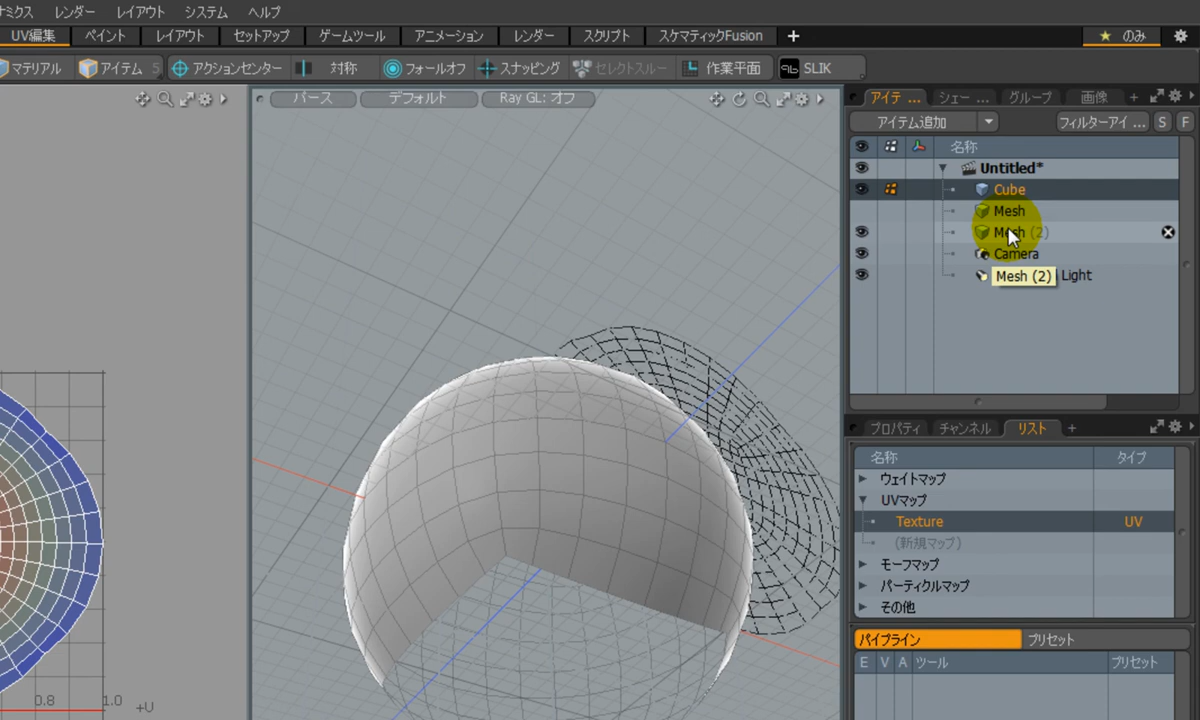 ナミクス レンダー レイアウト システム ヘルプ
UV編集 ペイント レイアウト セットアップ ゲームツール アニメーション レンダー スクリプト スケマティックFusion + ★ のみ
マテリアル アイテム 5 アクションセンター 対称 フォールオフ スナッピング セレクトスルー 作業平面 SLIK
パース デフォルト Ray GL: オフ
アイテ ... シェー ... グループ 画像 +
アイテム追加 フィルターアイ ... S F
名称
Untitled*
Cube
Mesh
Mesh (2)
Camera
Mesh (2) Light
プロパティ チャンネル リスト +
名称 タイプ
ウェイトマップ
UVマップ
Texture UV
(新規マップ)
モーフマップ
パーティクルマップ
その他
パイプライン プリセット
E V A ツール プリセット
0.8 1.0 +U